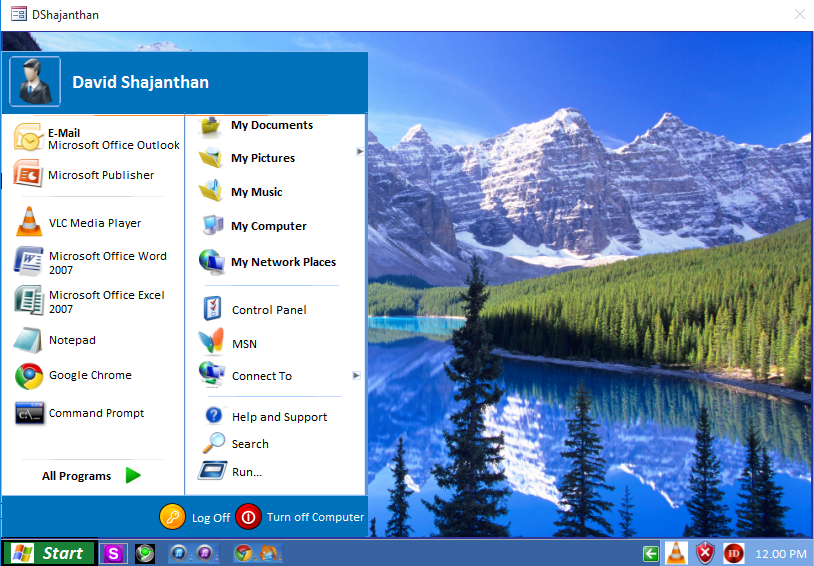 DShajanthan
David Shajanthan
E-Mail
Microsoft Office Outlook
Microsoft Publisher
VLC Media Player
Microsoft Office Word
2007
Microsoft Office Excel
2007
Notepad
Google Chrome
Command Prompt
All Programs
My Documents
My Pictures
My Music
My Computer
My Network Places
Control Panel
MSN
Connect To
Help and Support
Search
Run...
Log Off
Turn off Computer
Start
S
ID
12.00 PM